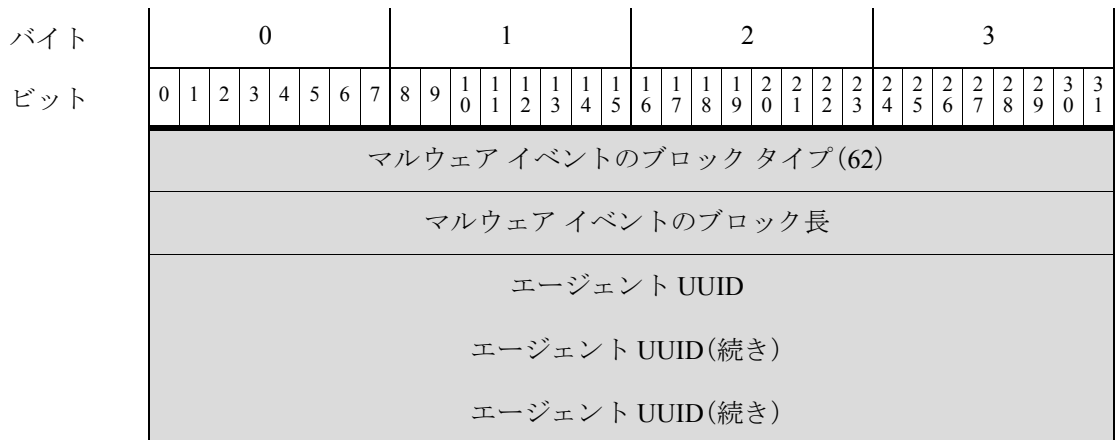 バイト 0 1 2 3
ビット 0 1 2 3 4 5 6 7 8 9 10 11 12 13 14 15 16 17 18 19 20 21 22 23 24 25 26 27 28 29 30 31
マルウェア イベントのブロック タイプ(62)
マルウェア イベントのブロック長
エージェント UUID
エージェント UUID(続き)
エージェント UUID(続き)